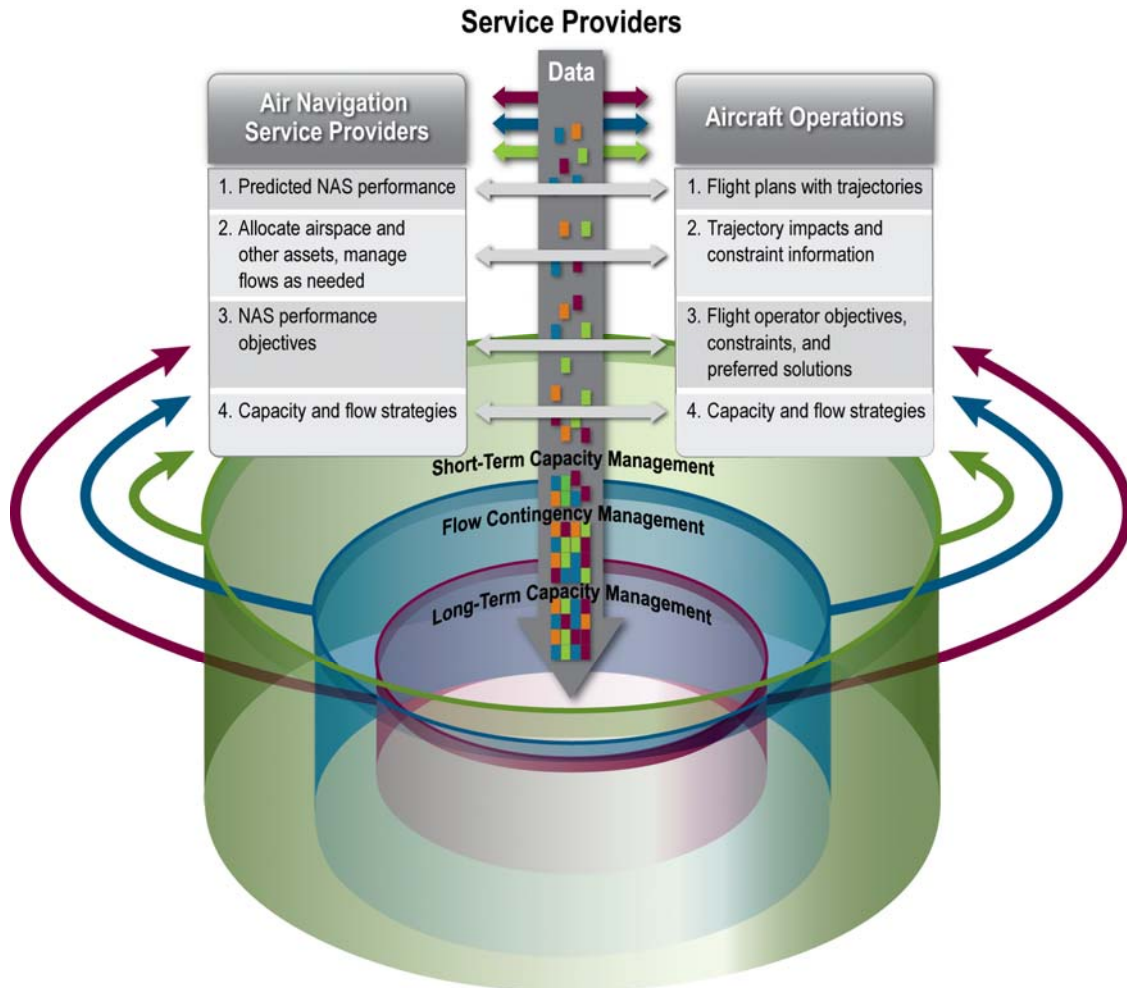 Service Providers
Data
Air Navigation
Service Providers
1. Predicted NAS performance
2. Allocate airspace and
other assets, manage
flows as needed
3. NAS performance
objectives
4. Capacity and flow strategies
Aircraft Operations
1. Flight plans with trajectories
2. Trajectory impacts and
constraint information
3. Flight operator objectives,
constraints, and
preferred solutions
4. Capacity and flow strategies
Short-Term Capacity Management
Flow Contingency Management
Long-Term Capacity Management